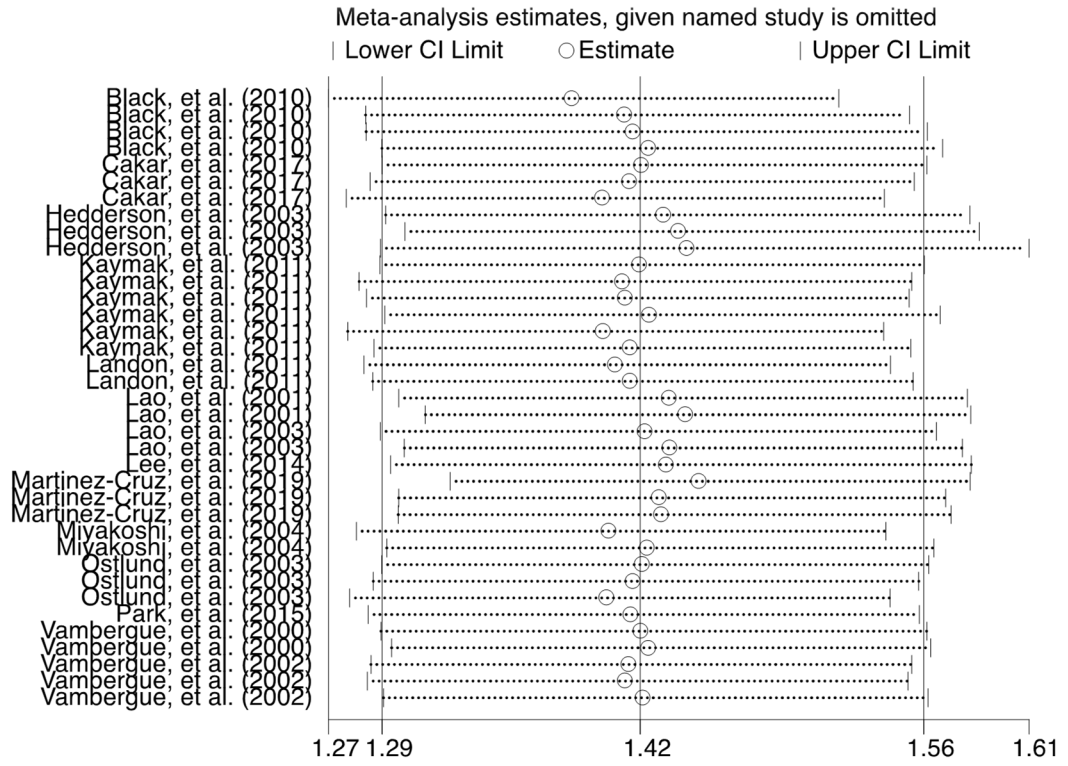 Meta-analysis estimates, given named study is omitted
| Lower CI Limit ○ Estimate | Upper CI Limit
Black, et al. (2010)
Black, et al. (2010)
Black, et al. (2010)
Black, et al. (2010)
Cakar, et al. (2017)
Cakar, et al. (2017)
Cakar, et al. (2017)
Hedderson, et al. (2003)
Hedderson, et al. (2003)
Hedderson, et al. (2003)
Kaymak, et al. (2011)
Kaymak, et al. (2011)
Kaymak, et al. (2011)
Kaymak, et al. (2011)
Kaymak, et al. (2011)
Kaymak, et al. (2011)
Landon, et al. (2011)
Landon, et al. (2011)
Lao, et al. (2001)
Lao, et al. (2001)
Lao, et al. (2003)
Lao, et al. (2003)
Lee, et al. (2014)
Martinez-Cruz, et al. (2019)
Martinez-Cruz, et al. (2019)
Martinez-Cruz, et al. (2019)
Miyakoshi, et al. (2004)
Miyakoshi, et al. (2004)
Ostlund, et al. (2003)
Ostlund, et al. (2003)
Ostlund, et al. (2003)
Park, et al. (2015)
Vambergue, et al. (2000)
Vambergue, et al. (2000)
Vambergue, et al. (2002)
Vambergue, et al. (2002)
Vambergue, et al. (2002)
1.27 1.29 1.42 1.56 1.61